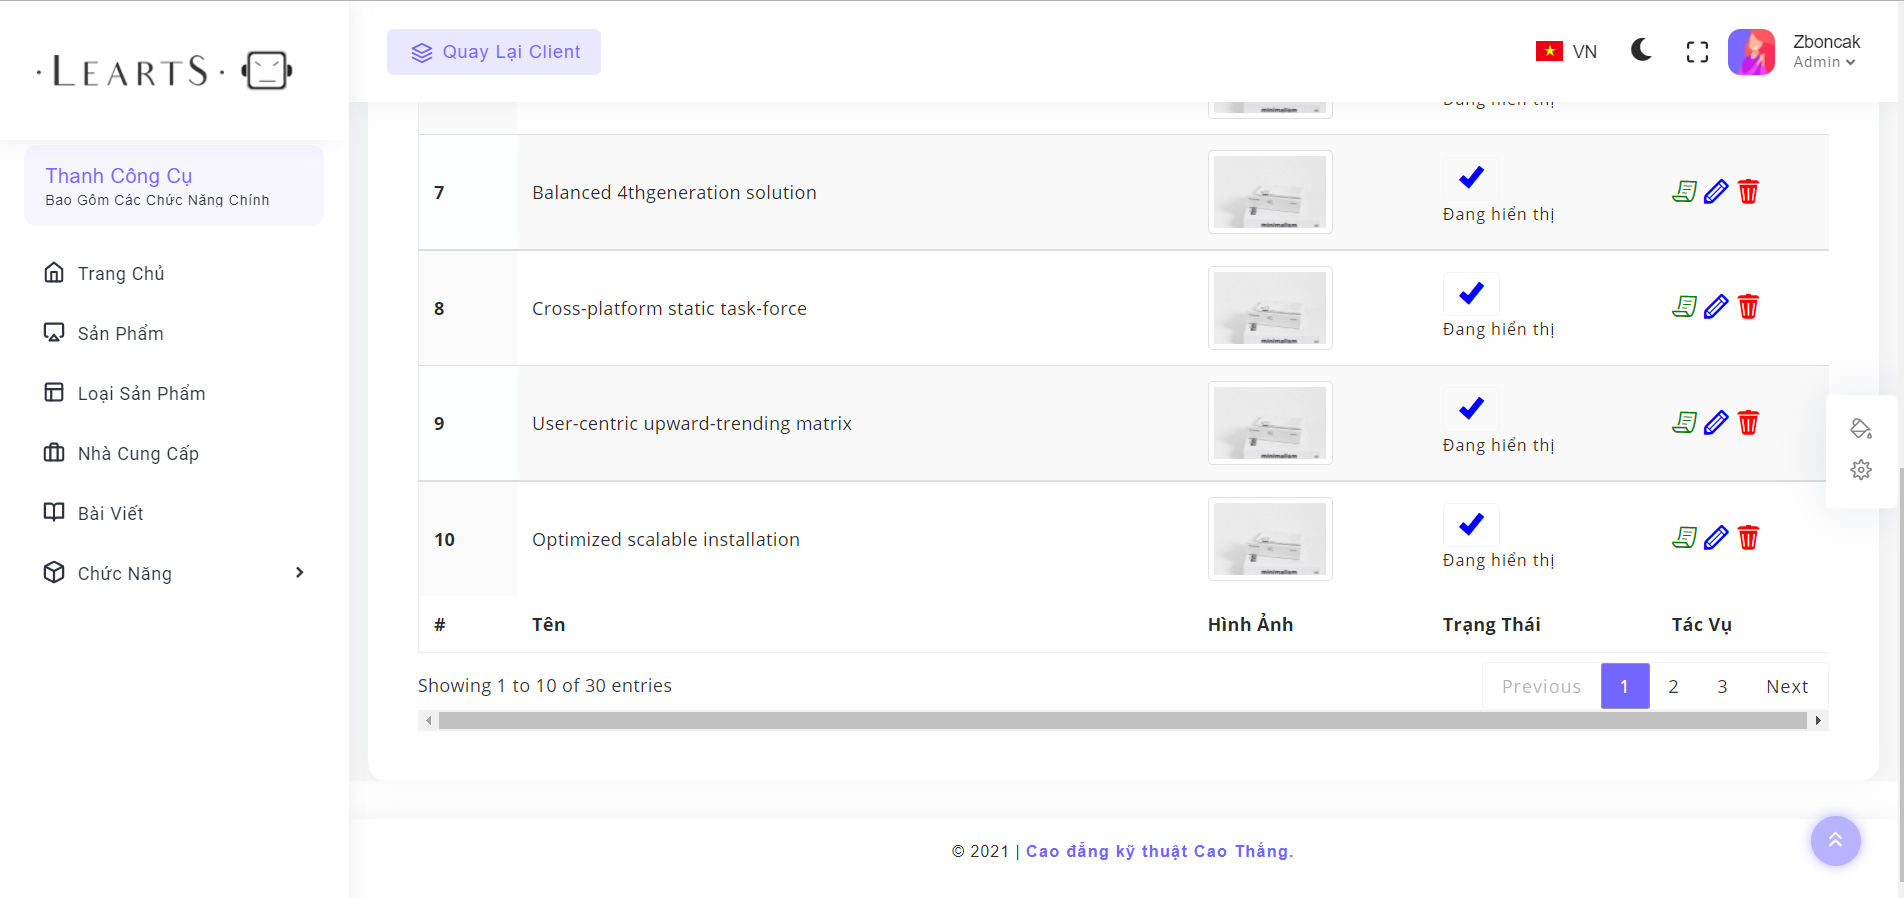 · LEARTS ·
Quay Lại Client
VN
Zboncak
Admin
Thanh Công Cụ
Bao Gồm Các Chức Năng Chính
Trang Chủ
Sản Phẩm
Loại Sản Phẩm
Nhà Cung Cấp
Bài Viết
Chức Năng
minimalism
Đang hiển thị
7
Balanced 4thgeneration solution
minimalism
Đang hiển thị
8
Cross-platform static task-force
minimalism
Đang hiển thị
9
User-centric upward-trending matrix
minimalism
Đang hiển thị
10
Optimized scalable installation
minimalism
Đang hiển thị
# Tên Hình Ảnh Trạng Thái Tác Vụ
Showing 1 to 10 of 30 entries
Previous 1 2 3 Next
© 2021 | Cao đẳng kỹ thuật Cao Thắng.